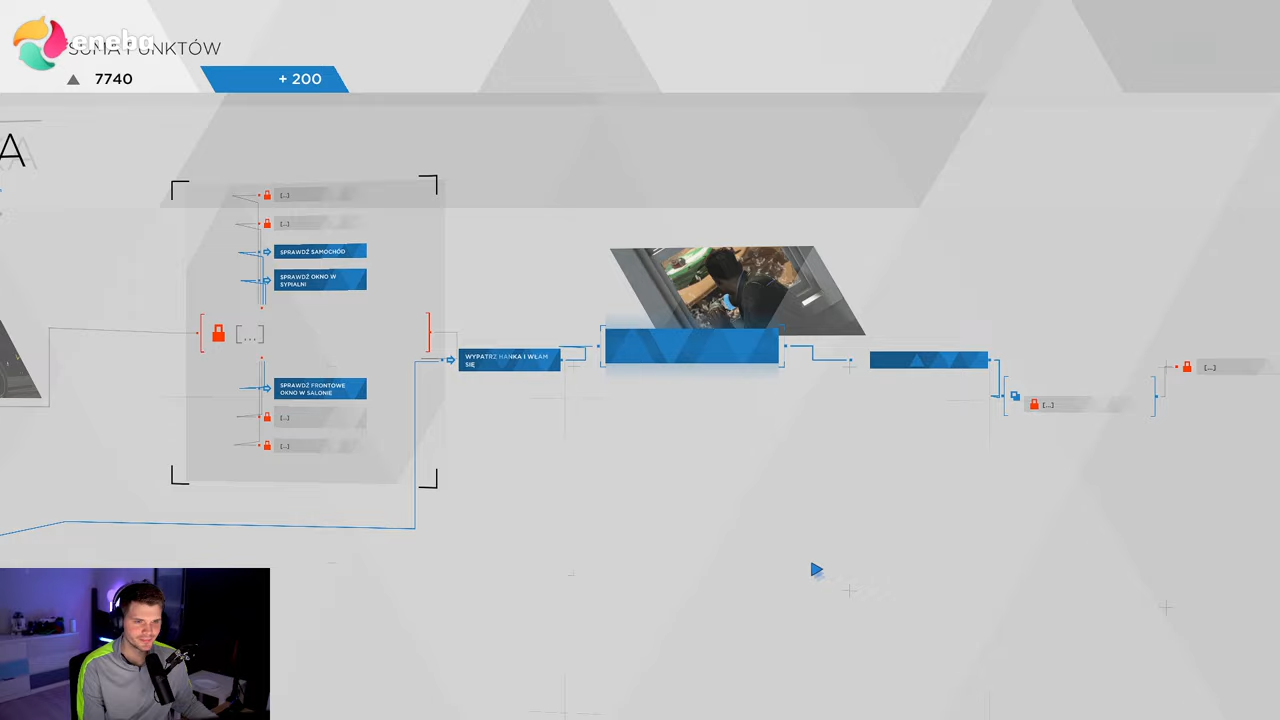 eneba
SUMA PUNKTÓW
7740
+ 200
A
[...]
[...]
SPRAWDŹ SAMOCHÓD
SPRAWDŹ OKNO W
SYPIALNI
[...]
WYPATRZ HANKA I WŁAM
SIĘ
[...]
[...]
SPRAWDŹ FRONTOWE
OKNO W SALONIE
[...]
[...]